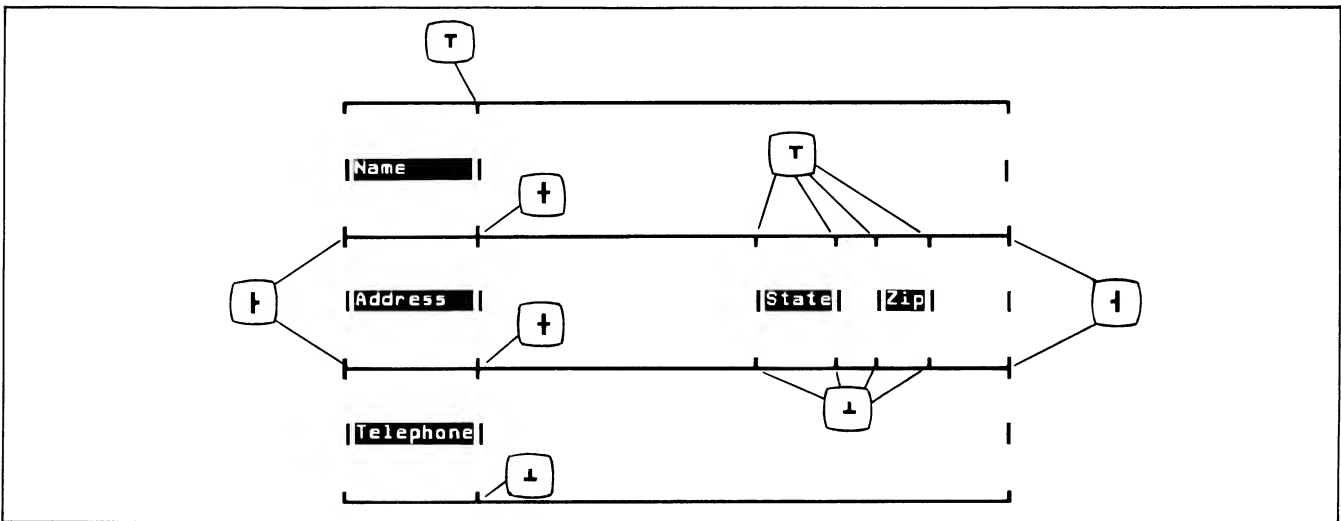 ┬
Name
┬
┼
Address
State
Zip
├
┼
┤
Telephone
┴
┴